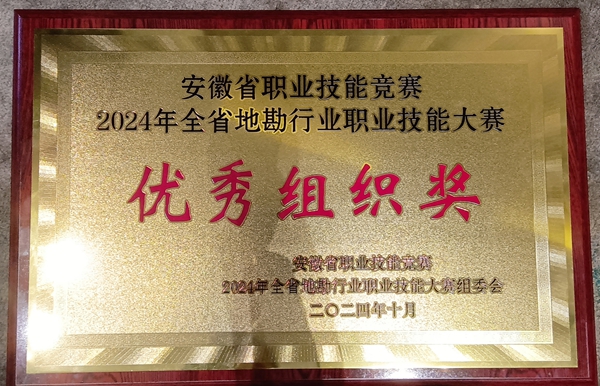 安徽省职业技能竞赛
2024年全省地勘行业职业技能大赛
优秀组织奖
安徽省职业技能竞赛
2024年全省地勘行业职业技能大赛组委会
二〇二四年十月